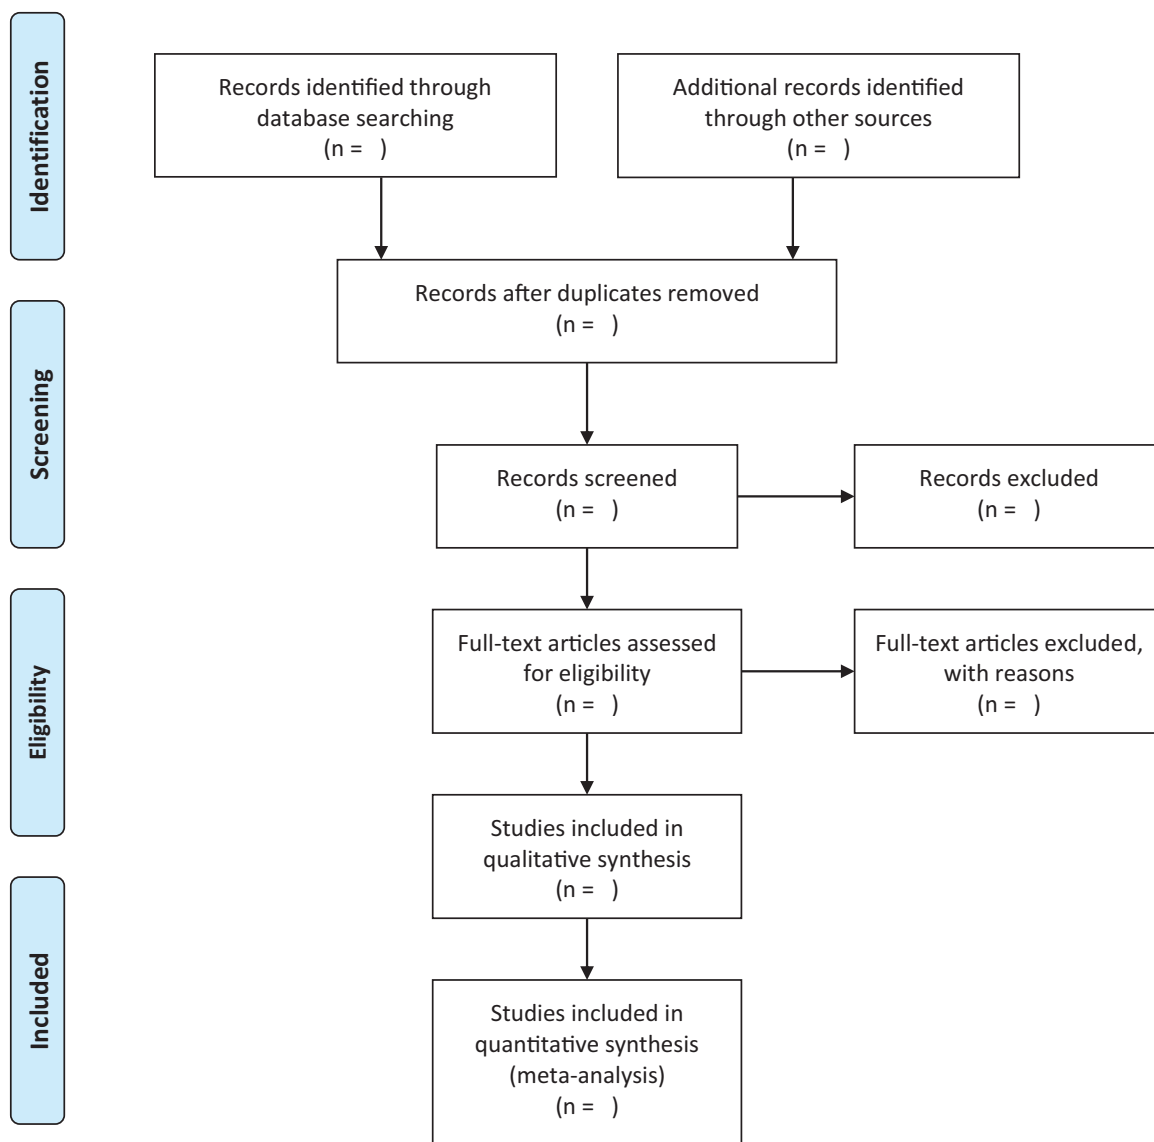 Identification
Records identified through
database searching
(n =   )
Additional records identified
through other sources
(n =   )
Records after duplicates removed
(n =   )
Screening
Records screened
(n =   )
Records excluded
(n =   )
Eligibility
Full-text articles assessed
for eligibility
(n =   )
Full-text articles excluded,
with reasons
(n =   )
Studies included in
qualitative synthesis
(n =   )
Included
Studies included in
quantitative synthesis
(meta-analysis)
(n =   )